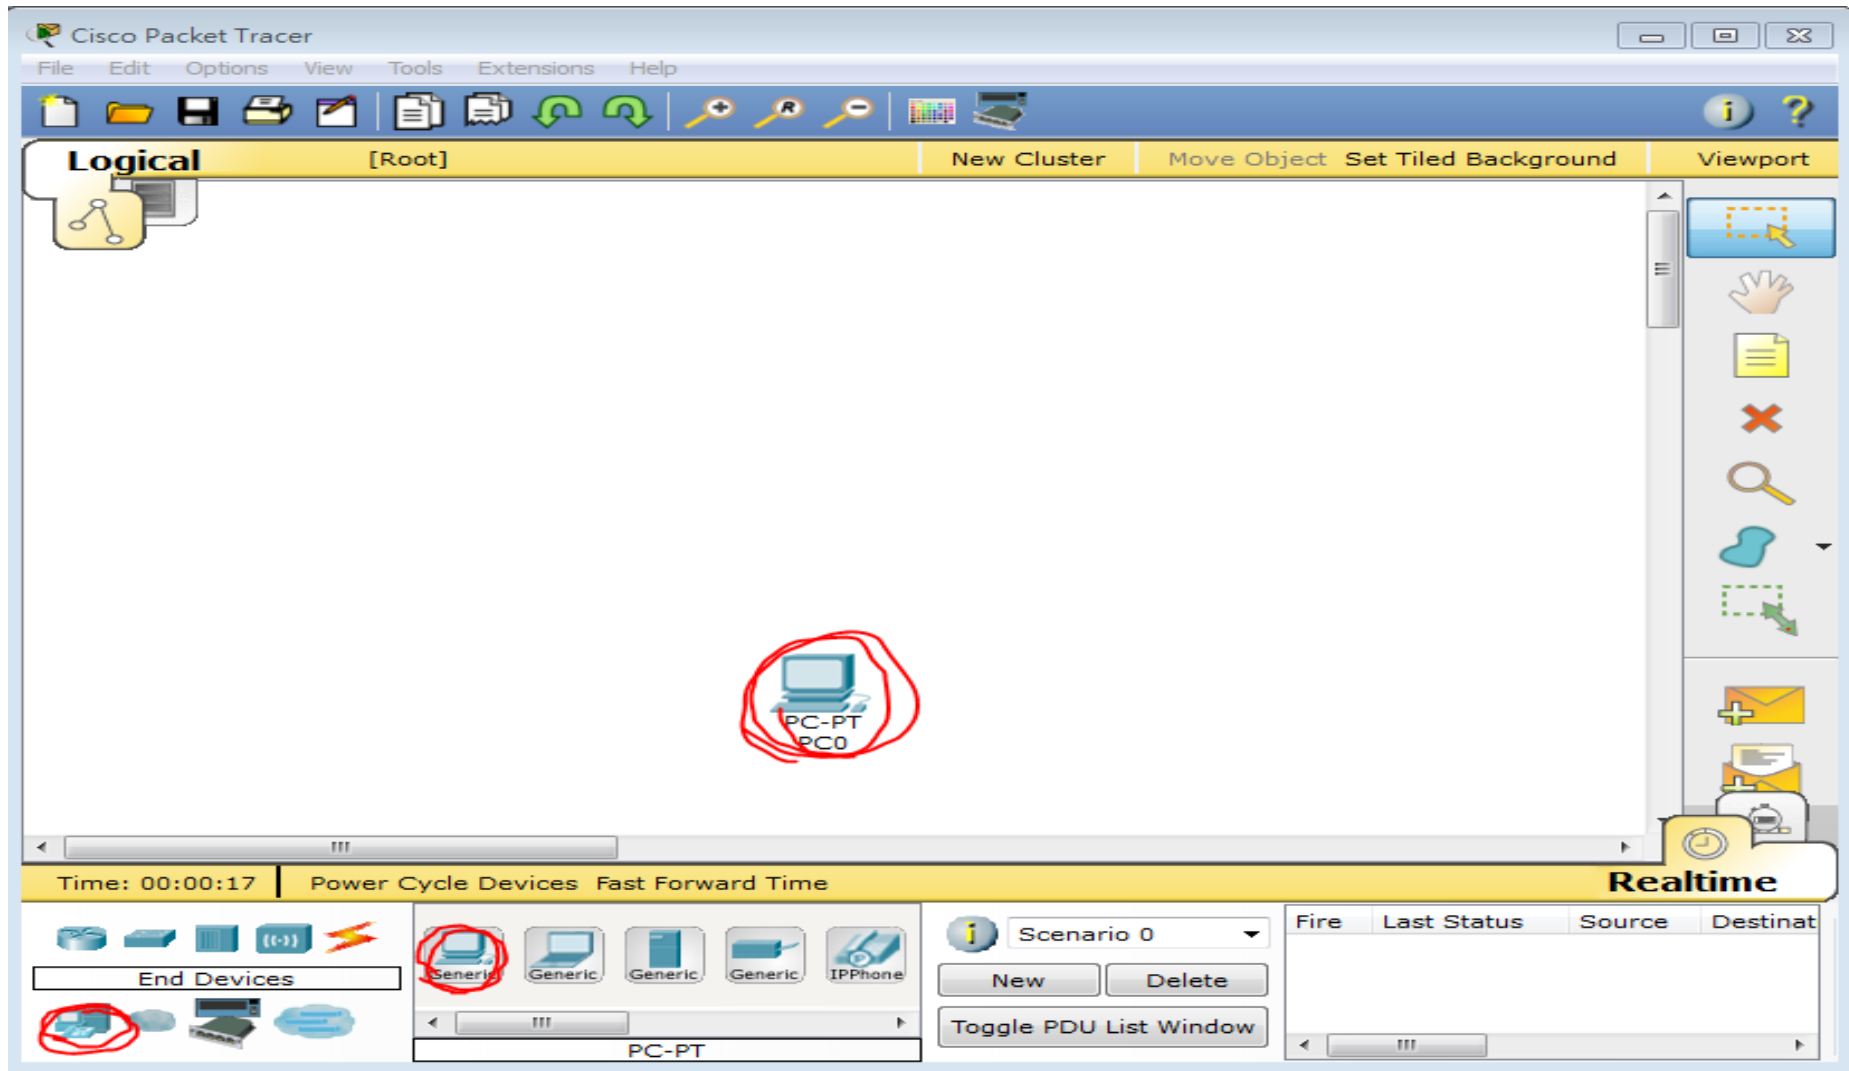 Cisco Packet Tracer
File Edit Options View Tools Extensions Help
R
i ?
Logical [Root] New Cluster Move Object Set Tiled Background Viewport
PC-PT
PC0
Time: 00:00:17 Power Cycle Devices Fast Forward Time Realtime
End Devices
Generic Generic Generic Generic IPPhone
PC-PT
i Scenario 0
New Delete
Toggle PDU List Window
Fire Last Status Source Destinat